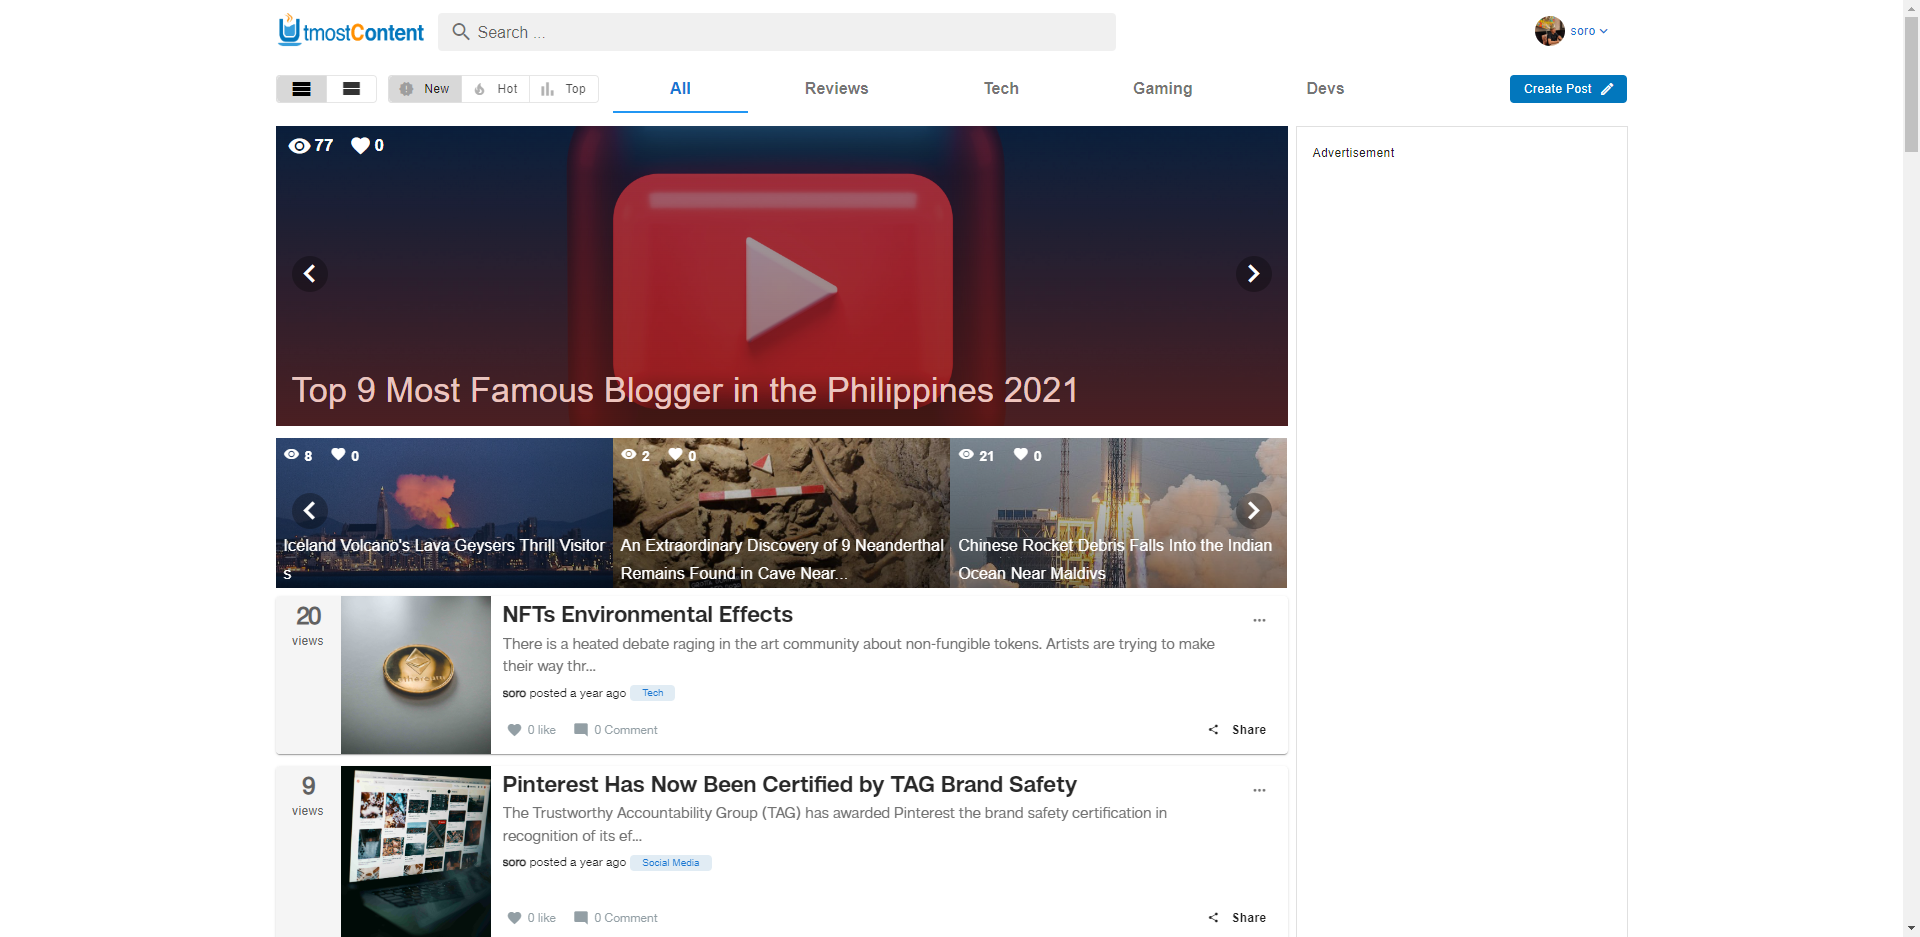 UtmostContent
Search ...
soro
New
Hot
Top
All
Reviews
Tech
Gaming
Devs
Create Post
77
0
Top 9 Most Famous Blogger in the Philippines 2021
Advertisement
8
0
Iceland Volcano's Lava Geysers Thrill Visitor
s
2
0
An Extraordinary Discovery of 9 Neanderthal
Remains Found in Cave Near...
21
0
Chinese Rocket Debris Falls Into the Indian
Ocean Near Maldivs
20
views
NFTs Environmental Effects
...
There is a heated debate raging in the art community about non-fungible tokens. Artists are trying to make
their way thr...
soro posted a year ago Tech
0 like
0 Comment
Share
9
views
Pinterest Has Now Been Certified by TAG Brand Safety
...
The Trustworthy Accountability Group (TAG) has awarded Pinterest the brand safety certification in
recognition of its ef...
soro posted a year ago Social Media
0 like
0 Comment
Share